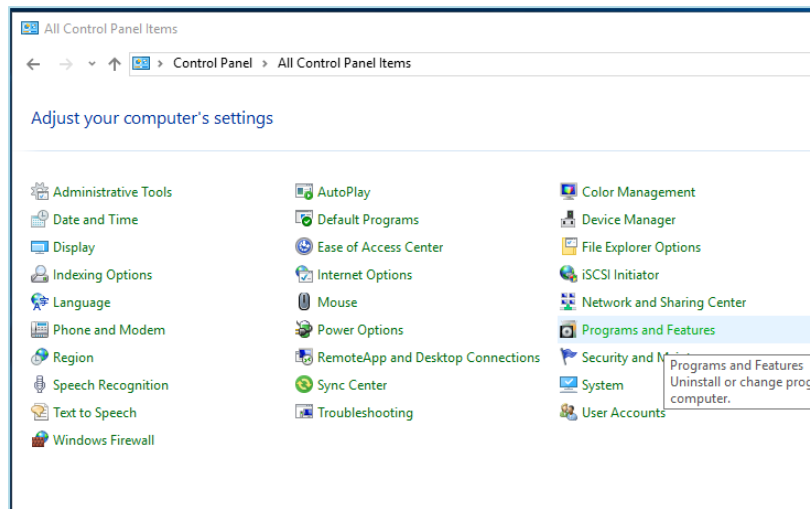 All Control Panel Items
Control Panel > All Control Panel Items
Adjust your computer's settings
Administrative Tools
AutoPlay
Color Management
Date and Time
Default Programs
Device Manager
Display
Ease of Access Center
File Explorer Options
Indexing Options
Internet Options
iSCSI Initiator
Language
Mouse
Network and Sharing Center
Phone and Modem
Power Options
Programs and Features
Region
RemoteApp and Desktop Connections
Security and
Speech Recognition
Sync Center
System
Text to Speech
Troubleshooting
User Accounts
Windows Firewall
Programs and Features
Uninstall or change
computer.